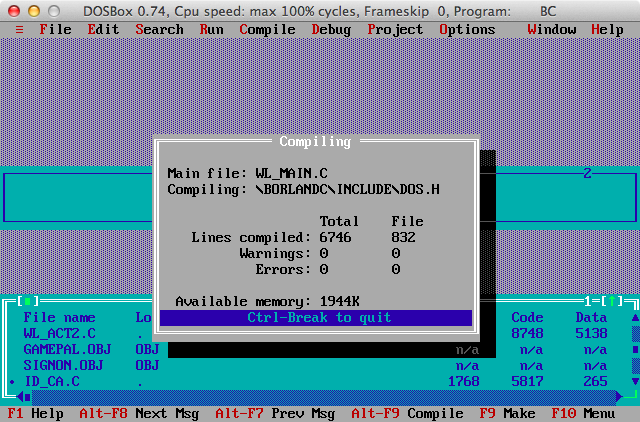 DOSBox 0.74, Cpu speed: max 100% cycles, Frameskip 0, Program: BC
≡ File Edit Search Run Compile Debug Project Options Window Help
Compiling
Main file: WL_MAIN.C
2
Compiling: \BORLANDC\INCLUDE\DOS.H
Total File
Lines compiled: 6746 832
Warnings: 0 0
Errors: 0 0
[■] 1=[↑]
Available memory: 1944K
File name Lo Code Data
Ctrl-Break to quit
WL_ACT2.C . 8748 5138
GAMEPAL.OBJ OBJ n/a n/a n/a
SIGNON.OBJ OBJ n/a n/a n/a
• ID_CA.C . 1768 5817 265
F1 Help Alt-F8 Next Msg Alt-F7 Prev Msg Alt-F9 Compile F9 Make F10 Menu